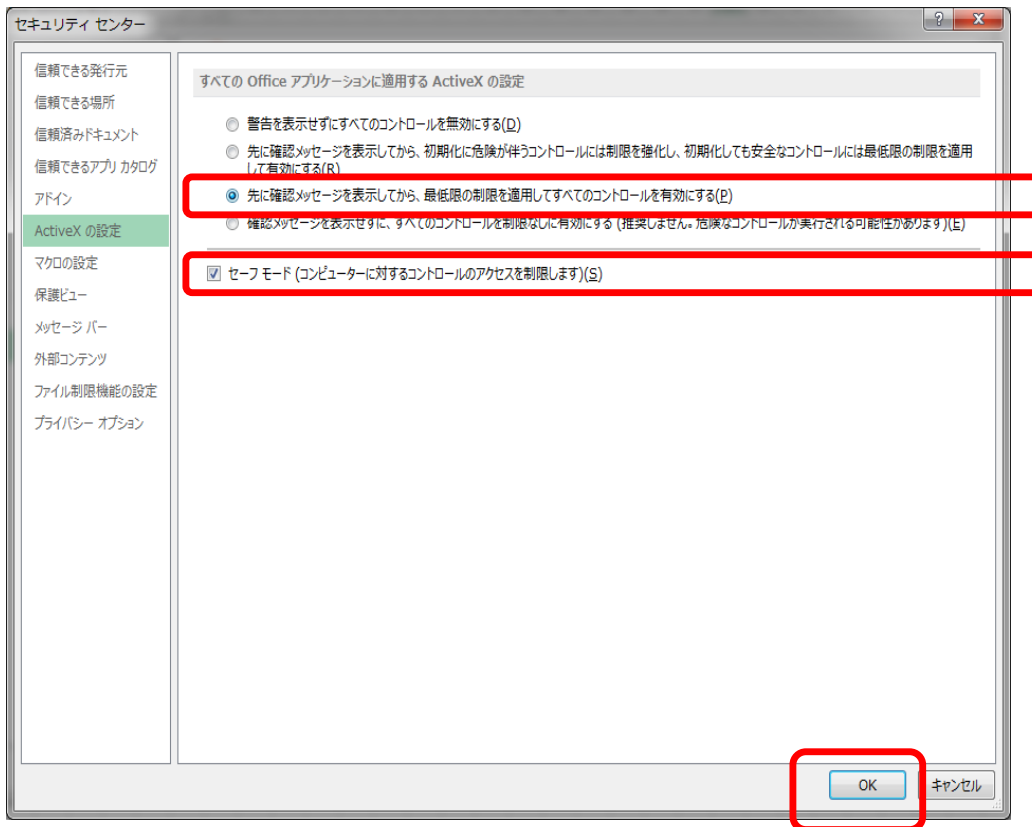 セキュリティ センター
信頼できる発行元
信頼できる場所
信頼済みドキュメント
信頼できるアプリ カタログ
アドイン
ActiveX の設定
マクロの設定
保護ビュー
メッセージ バー
外部コンテンツ
ファイル制限機能の設定
プライバシー オプション
すべての Office アプリケーションに適用する ActiveX の設定
警告を表示せずにすべてのコントロールを無効にする(D)
先に確認メッセージを表示してから、初期化に危険が伴うコントロールには制限を強化し、初期化しても安全なコントロールには最低限の制限を適用
して有効にする(R)
先に確認メッセージを表示してから、最低限の制限を適用してすべてのコントロールを有効にする(P)
確認メッセージを表示せずに、すべてのコントロールを制限なしに有効にする (推奨しません。危険なコントロールが実行される可能性があります)(E)
セーフ モード (コンピューターに対するコントロールのアクセスを制限します)(S)
OK
キャンセル